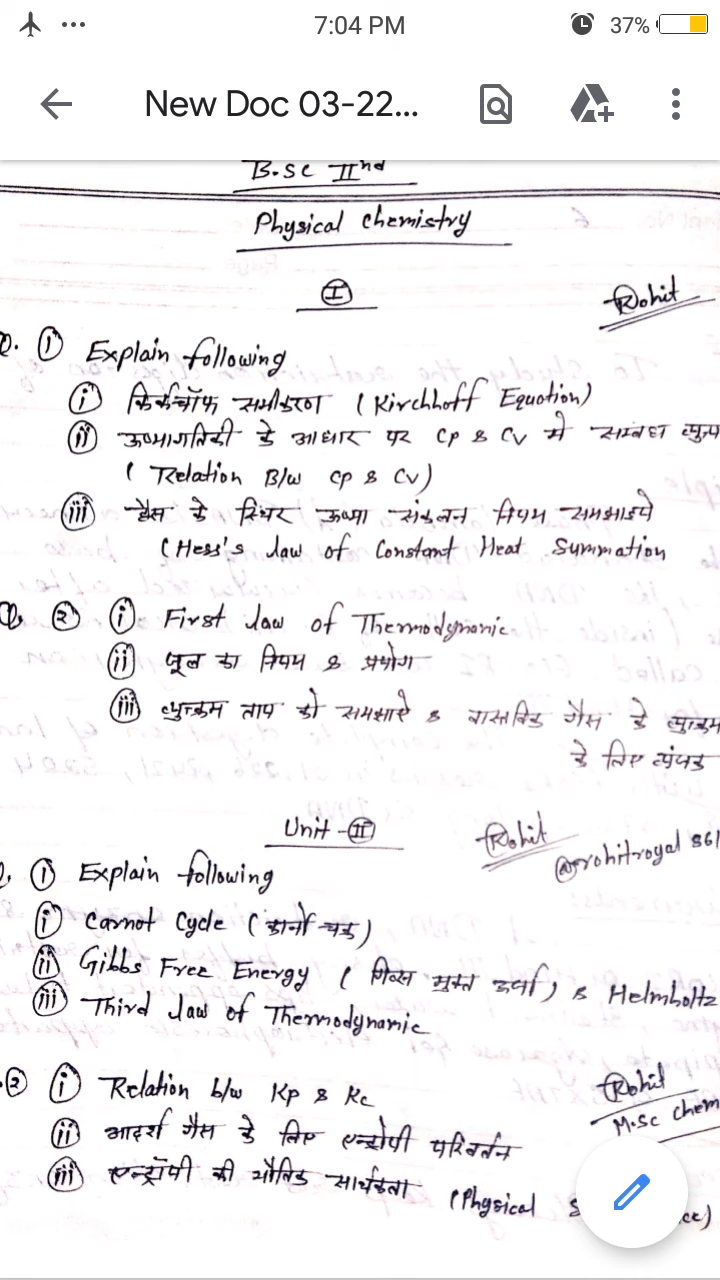 7:04 PM
37%
New Doc 03-22...
B.Sc IInd
Physical Chemistry
I
Rohit
Q. 1 Explain following
i किर्कचॉफ समीकरण ( Kirchhoff Equation)
ii ऊष्मागतिकी के आधार पर Cp & Cv में सम्बंध
( Relation B/w Cp & Cv)
iii हैस के स्थिर ऊष्मा संकलन नियम समझाइये
(Hess's law of Constant Heat Summation
Q. 2 i First law of Thermodynamic
ii जूल का नियम & प्रयोग
iii व्युत्क्रम ताप को समझाये & वास्तविक गैस के
के लिए
Unit - II
Rohit
@rohitroyal 861
1 Explain following
i Carnot Cycle (कार्नो चक्र)
ii Gibbs Free Energy ( गिब्स मुक्त ऊर्जा) & Helmholtz
iii Third law of Thermodynamic
2 i Relation b/w Kp & Kc
Rohit
M.Sc Chem
ii आदर्श गैस के लिए एन्ट्रोपी परिवर्तन
iii एन्ट्रॉपी की भौतिक सार्थकता (Physical